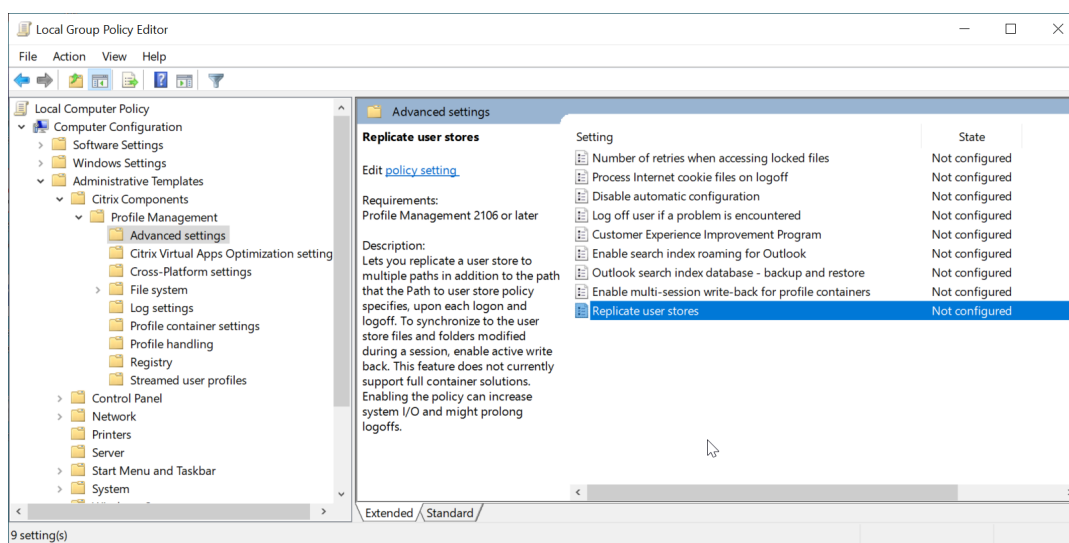 Local Group Policy Editor
File Action View Help
Local Computer Policy
Computer Configuration
Software Settings
Windows Settings
Administrative Templates
Citrix Components
Profile Management
Advanced settings
Citrix Virtual Apps Optimization setting
Cross-Platform settings
File system
Log settings
Profile container settings
Profile handling
Registry
Streamed user profiles
Control Panel
Network
Printers
Server
Start Menu and Taskbar
System
Advanced settings
Replicate user stores
Edit policy setting
Requirements:
Profile Management 2106 or later
Description:
Lets you replicate a user store to
multiple paths in addition to the path
that the Path to user store policy
specifies, upon each logon and
logoff. To synchronize to the user
store files and folders modified
during a session, enable active write
back. This feature does not currently
support full container solutions.
Enabling the policy can increase
system I/O and might prolong
logoffs.
Setting State
Number of retries when accessing locked files Not configured
Process Internet cookie files on logoff Not configured
Disable automatic configuration Not configured
Log off user if a problem is encountered Not configured
Customer Experience Improvement Program Not configured
Enable search index roaming for Outlook Not configured
Outlook search index database - backup and restore Not configured
Enable multi-session write-back for profile containers Not configured
Replicate user stores Not configured
Extended Standard
9 setting(s)